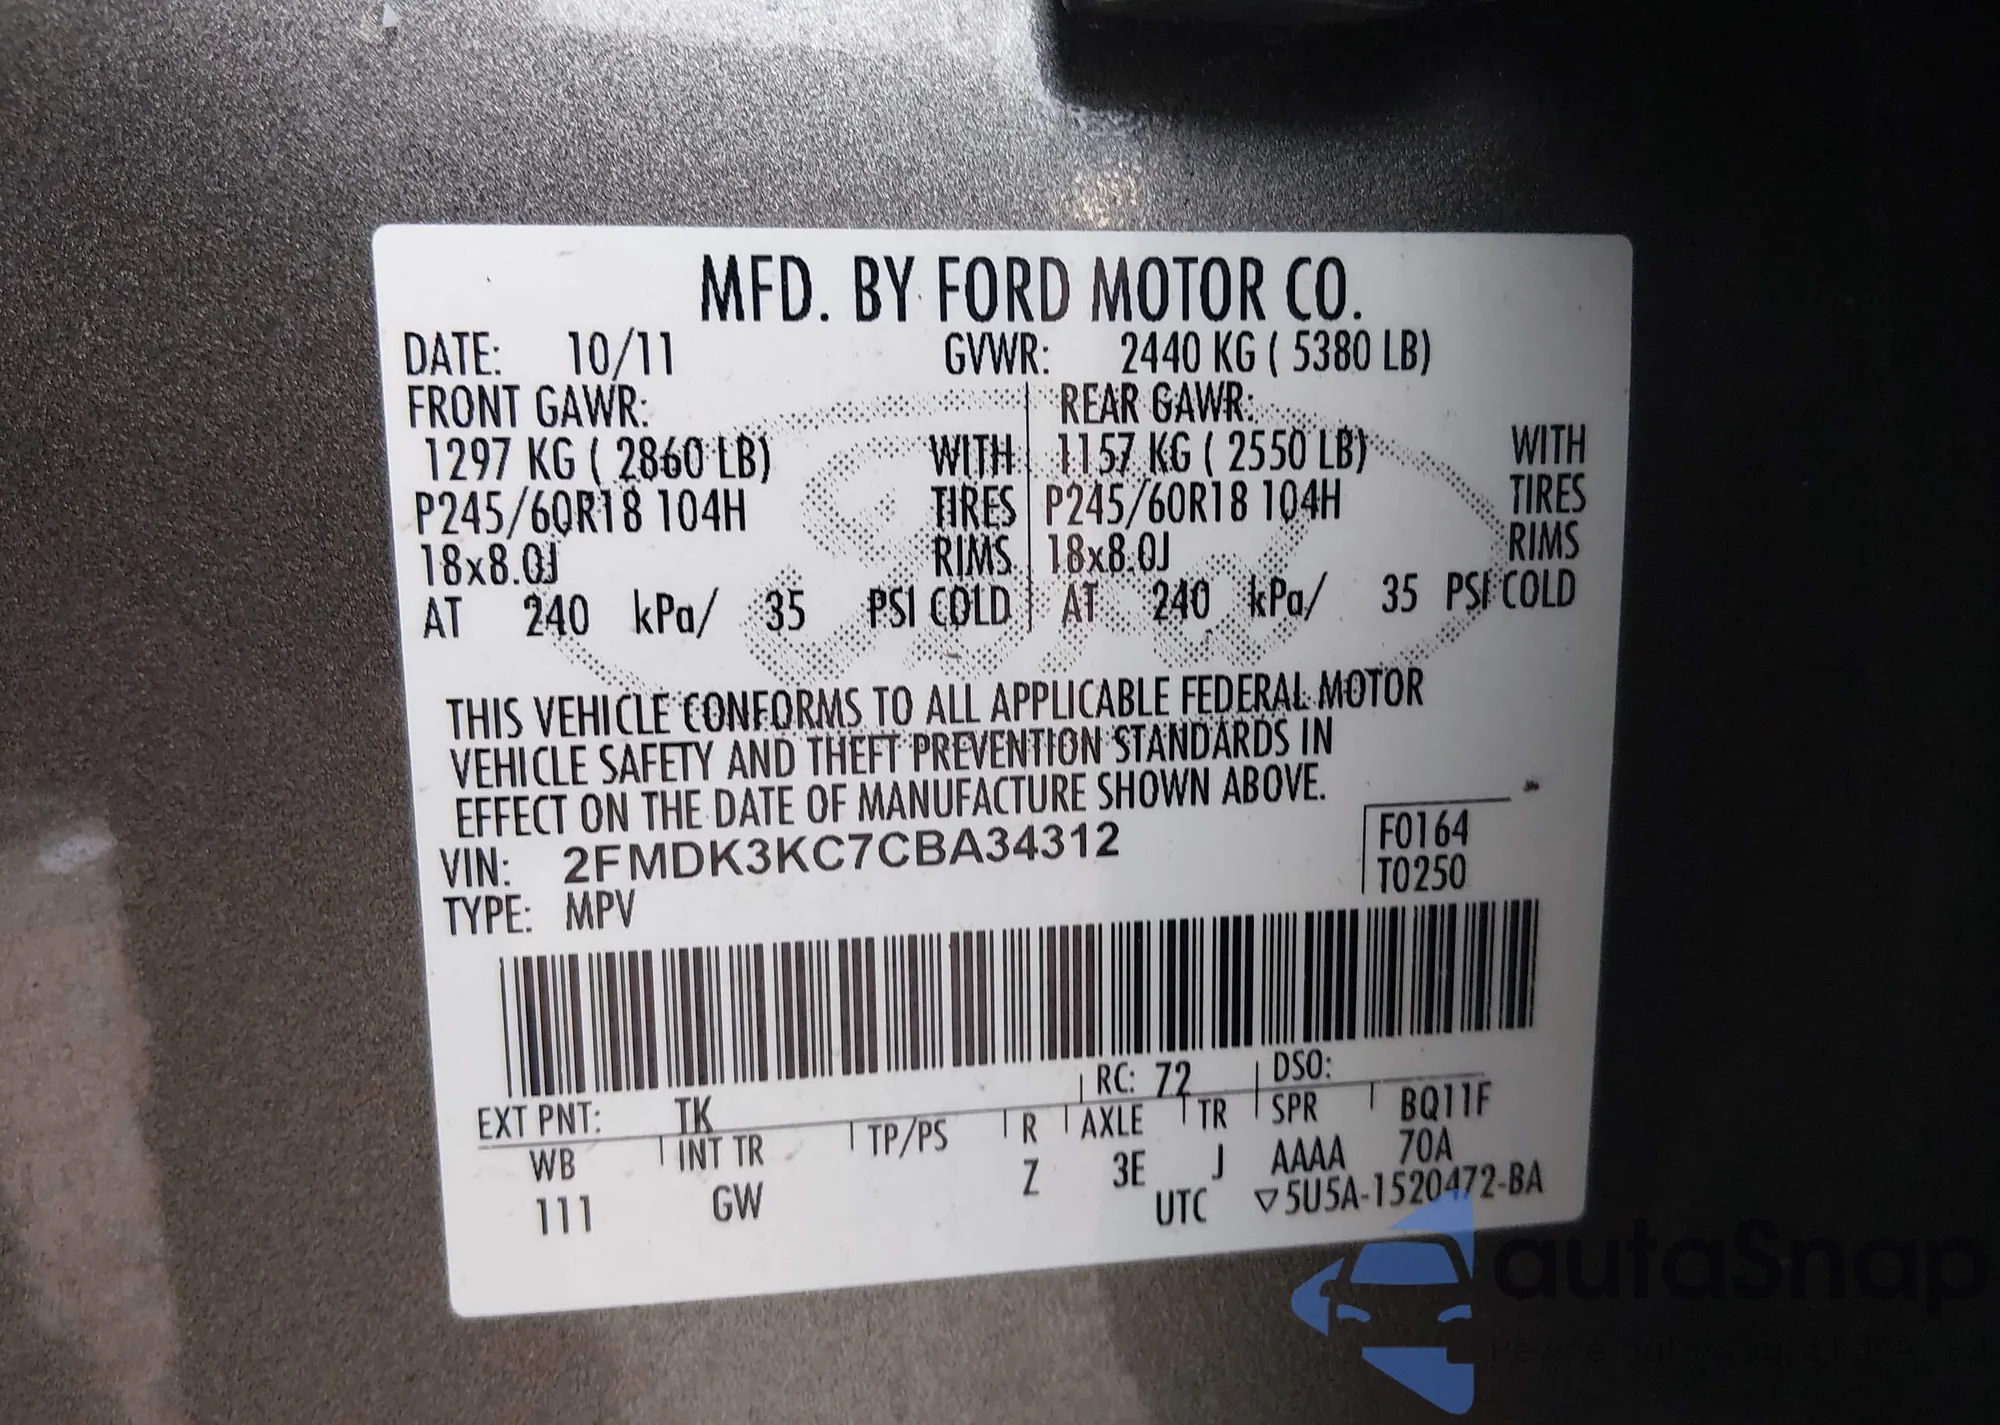 MFD. BY FORD MOTOR CO.
DATE: 10/11 GVWR: 2440 KG ( 5380 LB)
FRONT GAWR: REAR GAWR:
1297 KG ( 2860 LB) WITH 1157 KG ( 2550 LB) WITH
P245/60R18 104H TIRES P245/60R18 104H TIRES
18x8.0J RIMS 18x8.0J RIMS
AT 240 kPa/ 35 PSI COLD AT 240 kPa/ 35 PSI COLD
THIS VEHICLE CONFORMS TO ALL APPLICABLE FEDERAL MOTOR
VEHICLE SAFETY AND THEFT PREVENTION STANDARDS IN
EFFECT ON THE DATE OF MANUFACTURE SHOWN ABOVE.
F0164
VIN: 2FMDK3KC7CBA34312
T0250
TYPE: MPV
RC: 72 DSO:
EXT PNT: TK
WB INT TR TP/PS R AXLE TR SPR BQ11F
111 GW Z 3E J AAAA 70A
UTC ▽5U5A-1520472-BA
autaSnap